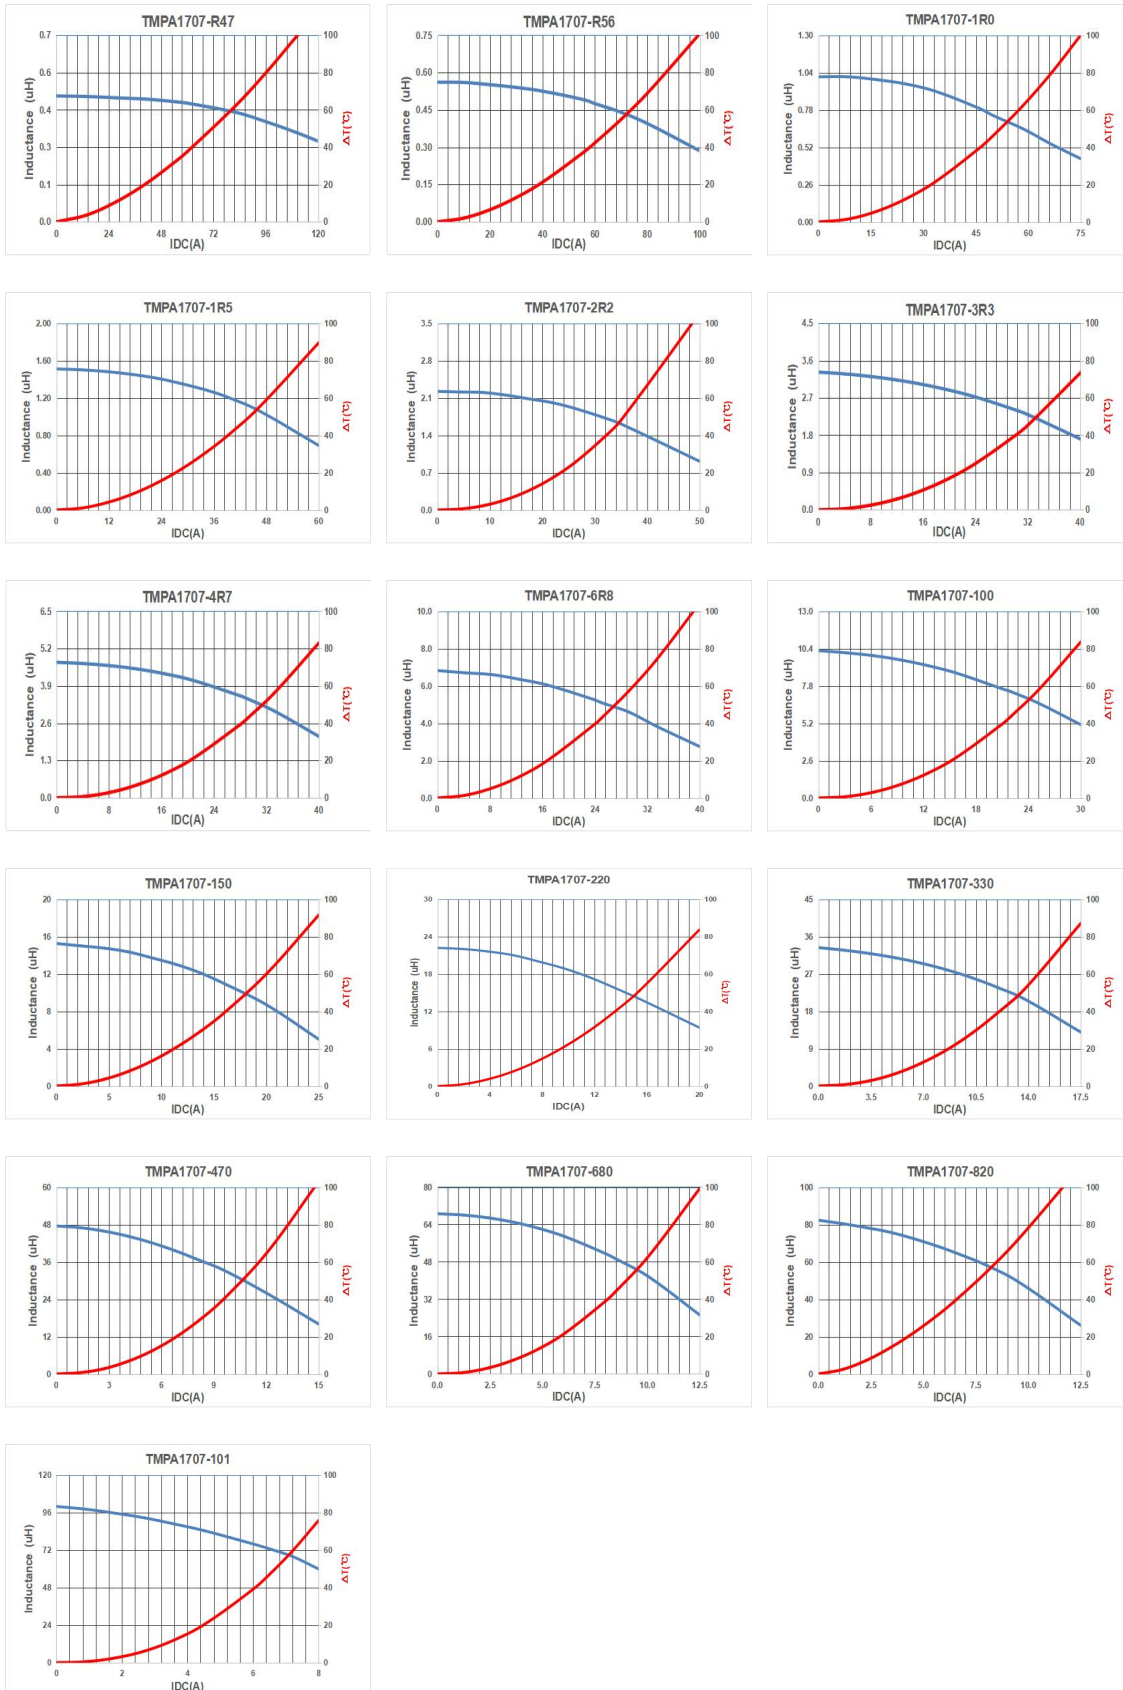 TMPA1707-R47
0.7
0.6
0.4
0.3
0.1
0.0
100
80
60
40
20
0
0 24 48 72 96 120
Inductance (uH)
ΔT(℃)
IDC(A)
TMPA1707-R56
0.75
0.60
0.45
0.30
0.15
0.00
100
80
60
40
20
0
0 20 40 60 80 100
Inductance (uH)
ΔT(℃)
IDC(A)
TMPA1707-1R0
1.30
1.04
0.78
0.52
0.26
0.00
100
80
60
40
20
0
0 15 30 45 60 75
Inductance (uH)
ΔT(℃)
IDC(A)
TMPA1707-1R5
2.00
1.60
1.20
0.80
0.40
0.00
100
80
60
40
20
0
0 12 24 36 48 60
Inductance (uH)
ΔT(℃)
IDC(A)
TMPA1707-2R2
3.5
2.8
2.1
1.4
0.7
0.0
100
80
60
40
20
0
0 10 20 30 40 50
Inductance (uH)
ΔT(℃)
IDC(A)
TMPA1707-3R3
4.5
3.6
2.7
1.8
0.9
0.0
100
80
60
40
20
0
0 8 16 24 32 40
Inductance (uH)
ΔT(℃)
IDC(A)
TMPA1707-4R7
6.5
5.2
3.9
2.6
1.3
0.0
100
80
60
40
20
0
0 8 16 24 32 40
Inductance (uH)
ΔT(℃)
IDC(A)
TMPA1707-6R8
10.0
8.0
6.0
4.0
2.0
0.0
100
80
60
40
20
0
0 8 16 24 32 40
Inductance (uH)
ΔT(℃)
IDC(A)
TMPA1707-100
13.0
10.4
7.8
5.2
2.6
0.0
100
80
60
40
20
0
0 6 12 18 24 30
Inductance (uH)
ΔT(℃)
IDC(A)
TMPA1707-150
20
16
12
8
4
0
100
80
60
40
20
0
0 5 10 15 20 25
Inductance (uH)
ΔT(℃)
IDC(A)
TMPA1707-220
30
24
18
12
6
0
100
80
60
40
20
0
0 4 8 12 16 20
Inductance (uH)
ΔT(℃)
IDC(A)
TMPA1707-330
45
36
27
18
9
0
100
80
60
40
20
0
0.0 3.5 7.0 10.5 14.0 17.5
Inductance (uH)
ΔT(℃)
IDC(A)
TMPA1707-470
60
48
36
24
12
0
100
80
60
40
20
0
0 3 6 9 12 15
Inductance (uH)
ΔT(℃)
IDC(A)
TMPA1707-680
80
64
48
32
16
0
100
80
60
40
20
0
0.0 2.5 5.0 7.5 10.0 12.5
Inductance (uH)
ΔT(℃)
IDC(A)
TMPA1707-820
100
80
60
40
20
0
100
80
60
40
20
0
0.0 2.5 5.0 7.5 10.0 12.5
Inductance (uH)
ΔT(℃)
IDC(A)
TMPA1707-101
120
96
72
48
24
0
100
80
60
40
20
0
0 2 4 6 8
Inductance (uH)
ΔT(℃)
IDC(A)